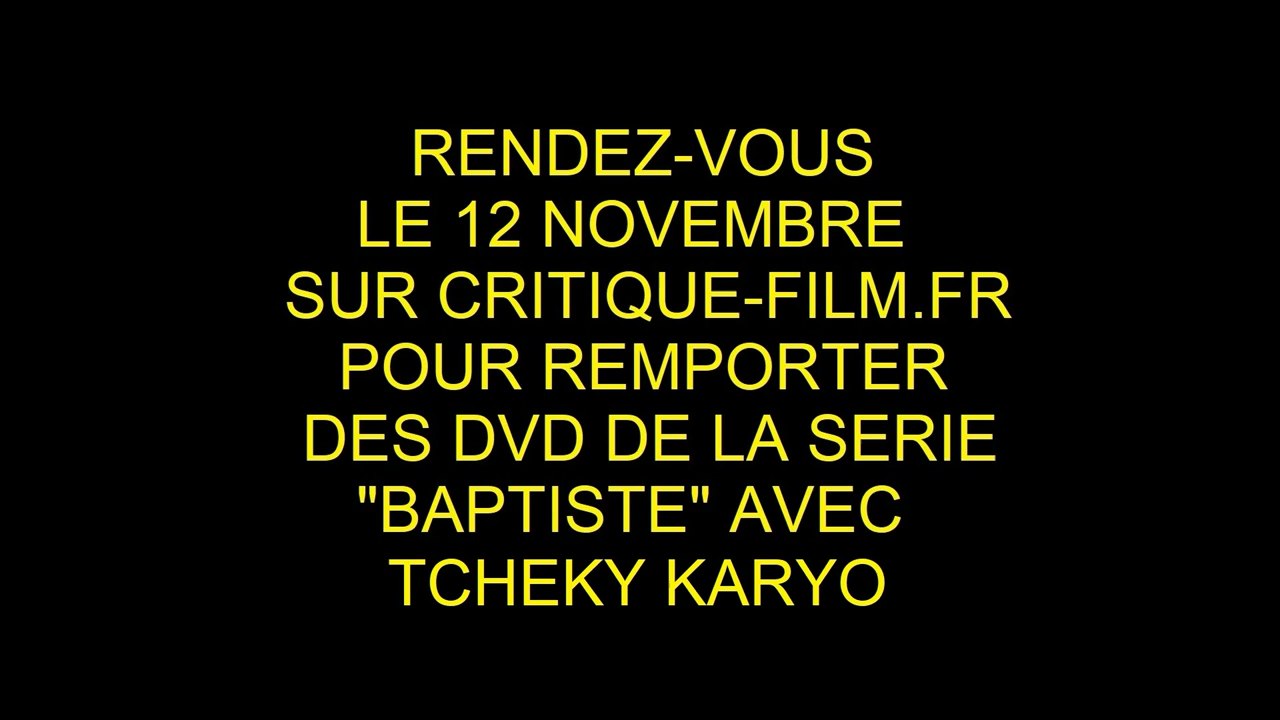 RENDEZ-VOUS
LE 12 NOVEMBRE
SUR CRITIQUE-FILM.FR
POUR REMPORTER
DES DVD DE LA SERIE
"BAPTISTE" AVEC
TCHEKY KARYO